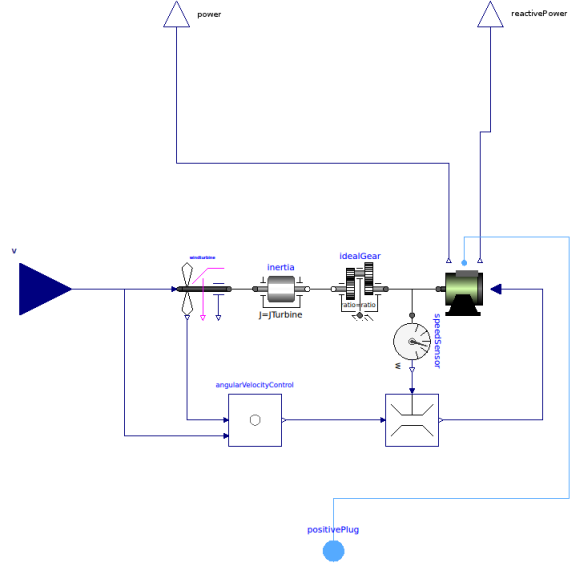 power
reactivePower
v
windturbine
idealGear
inertia
ratio=ratio
J=JTurbine
speedSensor
w
angularVelocityControl
positivePlug